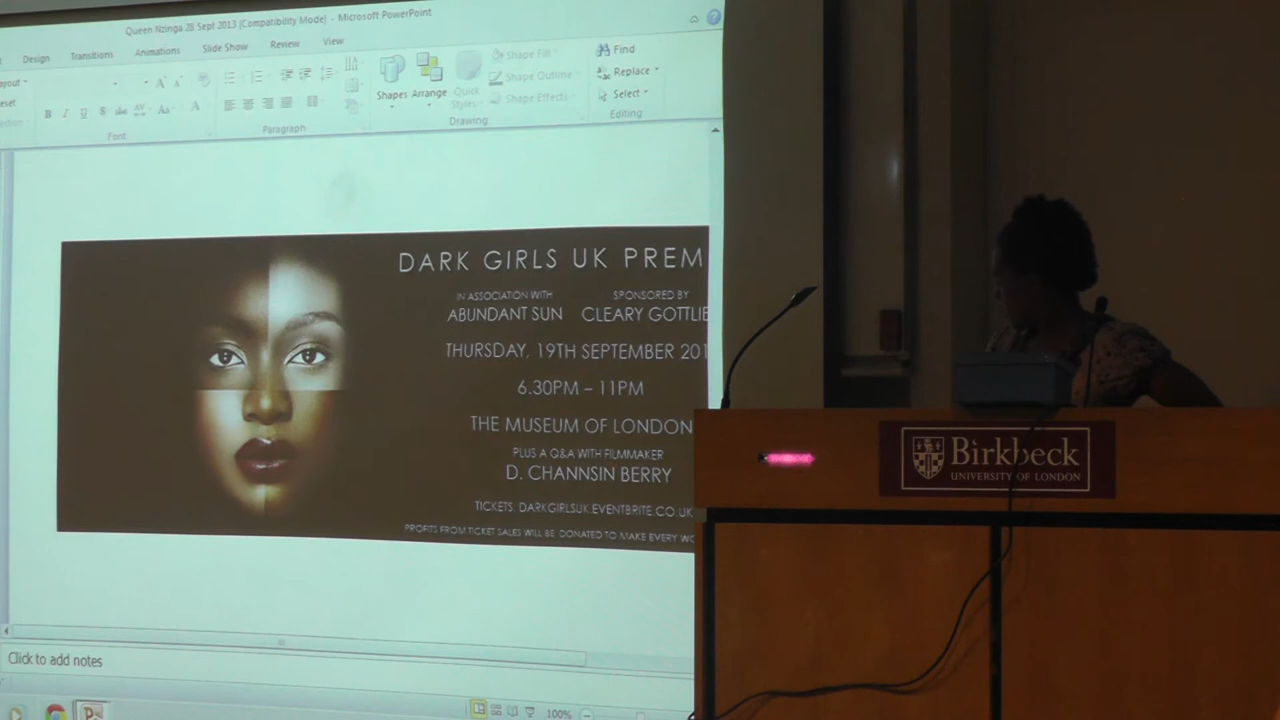 Queen Nzinga 28 Sept 2013 [Compatibility Mode] - Microsoft PowerPoint
Design Transitions Animations Slide Show Review View
Shape Fill
Find
Shape Outline
Replace
Shapes Arrange Quick Styles
Shape Effects
Select
Font Paragraph Drawing Editing
DARK GIRLS UK PREM
IN ASSOCIATION WITH SPONSORED BY
ABUNDANT SUN CLEARY GOTTLIE
THURSDAY, 19TH SEPTEMBER 201
6.30PM – 11PM
THE MUSEUM OF LONDON
PLUS A Q&A WITH FILMMAKER
D. CHANNSIN BERRY
TICKETS: DARKGIRLSUK.EVENTBRITE.CO.UK
PROFITS FROM TICKET SALES WILL BE DONATED TO MAKE EVERY WO
Click to add notes
100%
Birkbeck
UNIVERSITY OF LONDON